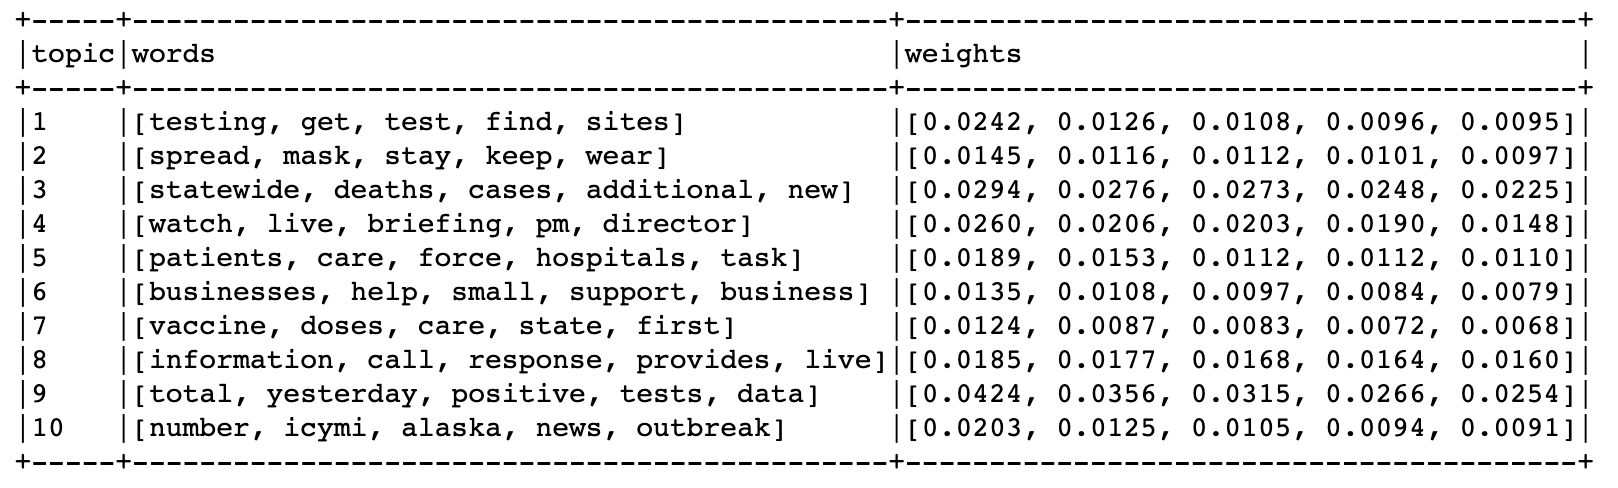 +-----+---------------------------------------------+----------------------------------------+
|topic|words                                        |weights                                 |
+-----+---------------------------------------------+----------------------------------------+
|1    |[testing, get, test, find, sites]            |[0.0242, 0.0126, 0.0108, 0.0096, 0.0095]|
|2    |[spread, mask, stay, keep, wear]             |[0.0145, 0.0116, 0.0112, 0.0101, 0.0097]|
|3    |[statewide, deaths, cases, additional, new]  |[0.0294, 0.0276, 0.0273, 0.0248, 0.0225]|
|4    |[watch, live, briefing, pm, director]        |[0.0260, 0.0206, 0.0203, 0.0190, 0.0148]|
|5    |[patients, care, force, hospitals, task]     |[0.0189, 0.0153, 0.0112, 0.0112, 0.0110]|
|6    |[businesses, help, small, support, business] |[0.0135, 0.0108, 0.0097, 0.0084, 0.0079]|
|7    |[vaccine, doses, care, state, first]         |[0.0124, 0.0087, 0.0083, 0.0072, 0.0068]|
|8    |[information, call, response, provides, live]|[0.0185, 0.0177, 0.0168, 0.0164, 0.0160]|
|9    |[total, yesterday, positive, tests, data]    |[0.0424, 0.0356, 0.0315, 0.0266, 0.0254]|
|10   |[number, icymi, alaska, news, outbreak]      |[0.0203, 0.0125, 0.0105, 0.0094, 0.0091]|
+-----+---------------------------------------------+----------------------------------------+